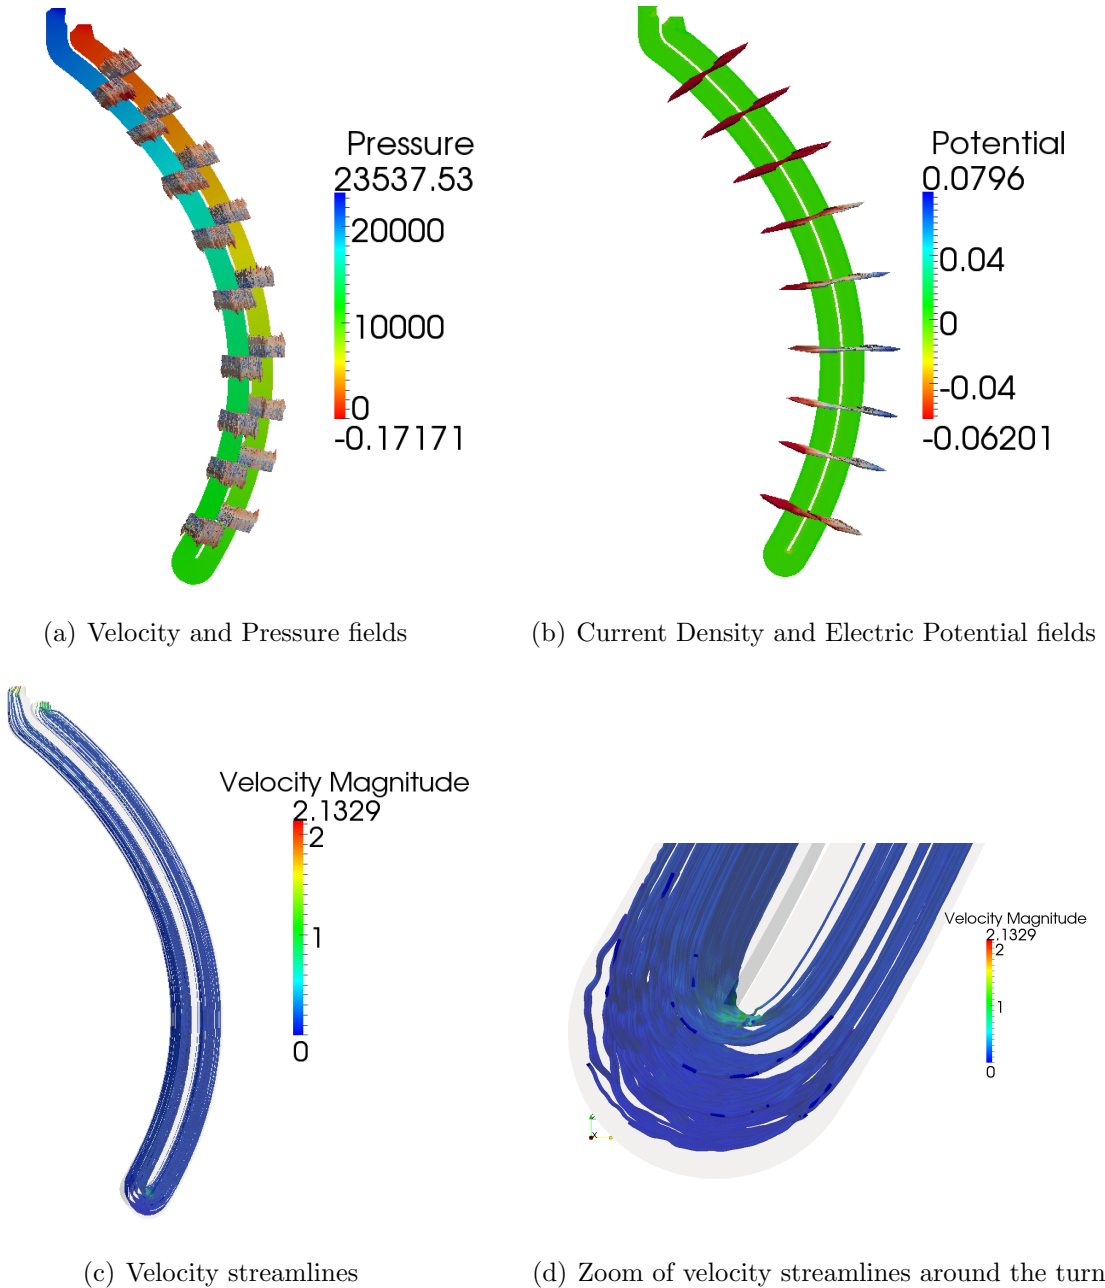 Pressure
23537.53
20000
10000
0
-0.17171
Potential
0.0796
0.04
0
-0.04
-0.06201
(a) Velocity and Pressure fields
(b) Current Density and Electric Potential fields
Velocity Magnitude
2.1329
2
1
0
Velocity Magnitude
2.1329
2
1
0
X
(c) Velocity streamlines
(d) Zoom of velocity streamlines around the turn